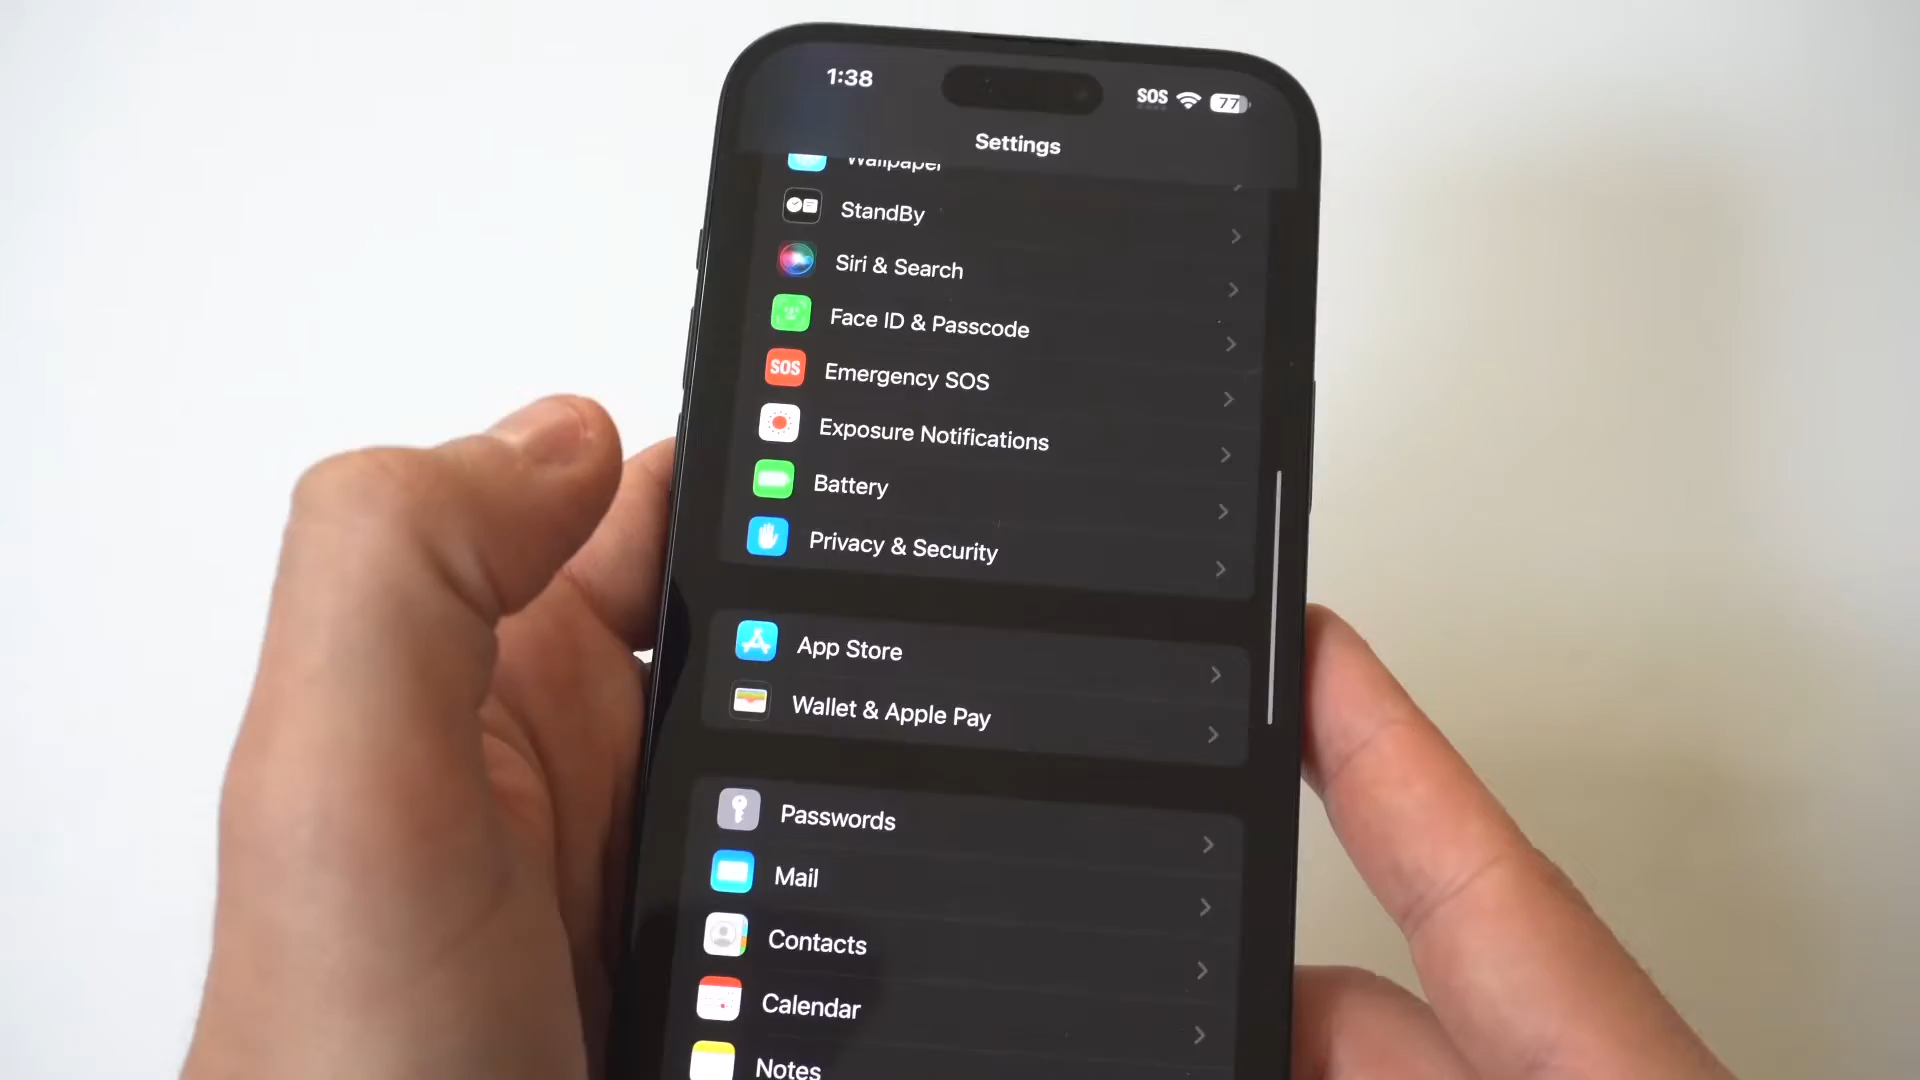 1:38
SOS 77
Settings
Wallpaper
StandBy
Siri & Search
Face ID & Passcode
SOS Emergency SOS
Exposure Notifications
Battery
Privacy & Security
App Store
Wallet & Apple Pay
Passwords
Mail
Contacts
Calendar
Notes